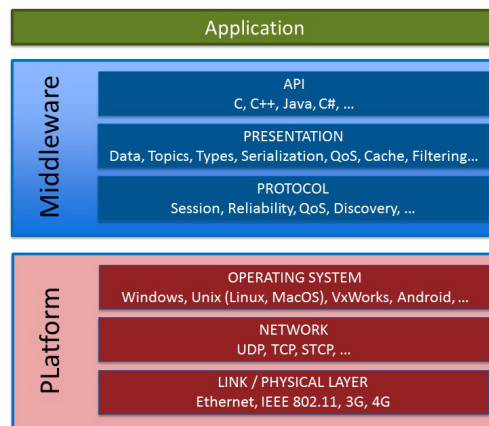 Application
Middleware
API
C, C++, Java, C#, ...
PRESENTATION
Data, Topics, Types, Serialization, QoS, Cache, Filtering...
PROTOCOL
Session, Reliability, QoS, Discovery, ...
PLatform
OPERATING SYSTEM
Windows, Unix (Linux, MacOS), VxWorks, Android, ...
NETWORK
UDP, TCP, STCP, ...
LINK / PHYSICAL LAYER
Ethernet, IEEE 802.11, 3G, 4G